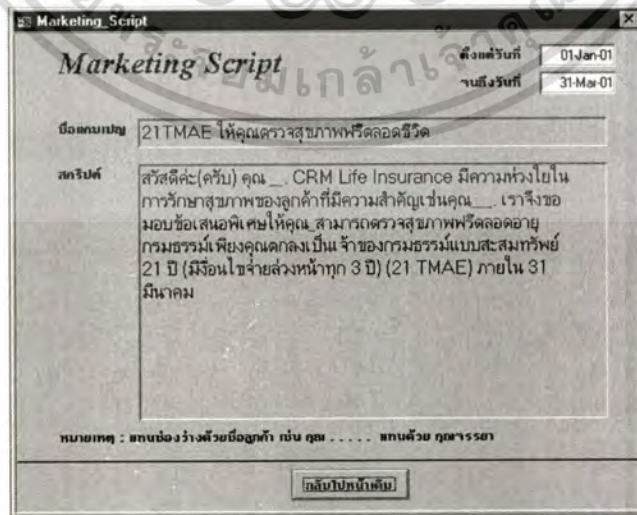 Marketing_Script
Marketing Script
ตั้งแต่วันที่ 01-Jan-01
จนถึงวันที่ 31-Mar-01
ชื่อแคมเปญ 21TMAE ให้คุณตรวจสุขภาพฟรีตลอดชีวิต
สคริปต์
สวัสดีค่ะ(ครับ) คุณ__. CRM Life Insurance มีความห่วงใยใน
การรักษาสุขภาพของลูกค้าที่มีความสำคัญเช่นคุณ__. เราจึงขอ
มอบข้อเสนอพิเศษให้คุณ_สามารถตรวจสุขภาพฟรีตลอดอายุ
กรมธรรม์เพียงคุณตกลงเป็นเจ้าของกรมธรรม์แบบสะสมทรัพย์
21 ปี (มีเงื่อนไขจ่ายล่วงหน้าทุก 3 ปี) (21 TMAE) ภายใน 31
มีนาคม
หมายเหตุ : แทนช่องว่างด้วยชื่อลูกค้า เช่น คุณ . . . . . แทนด้วย คุณจรรยา
กลับไปหน้าเดิม